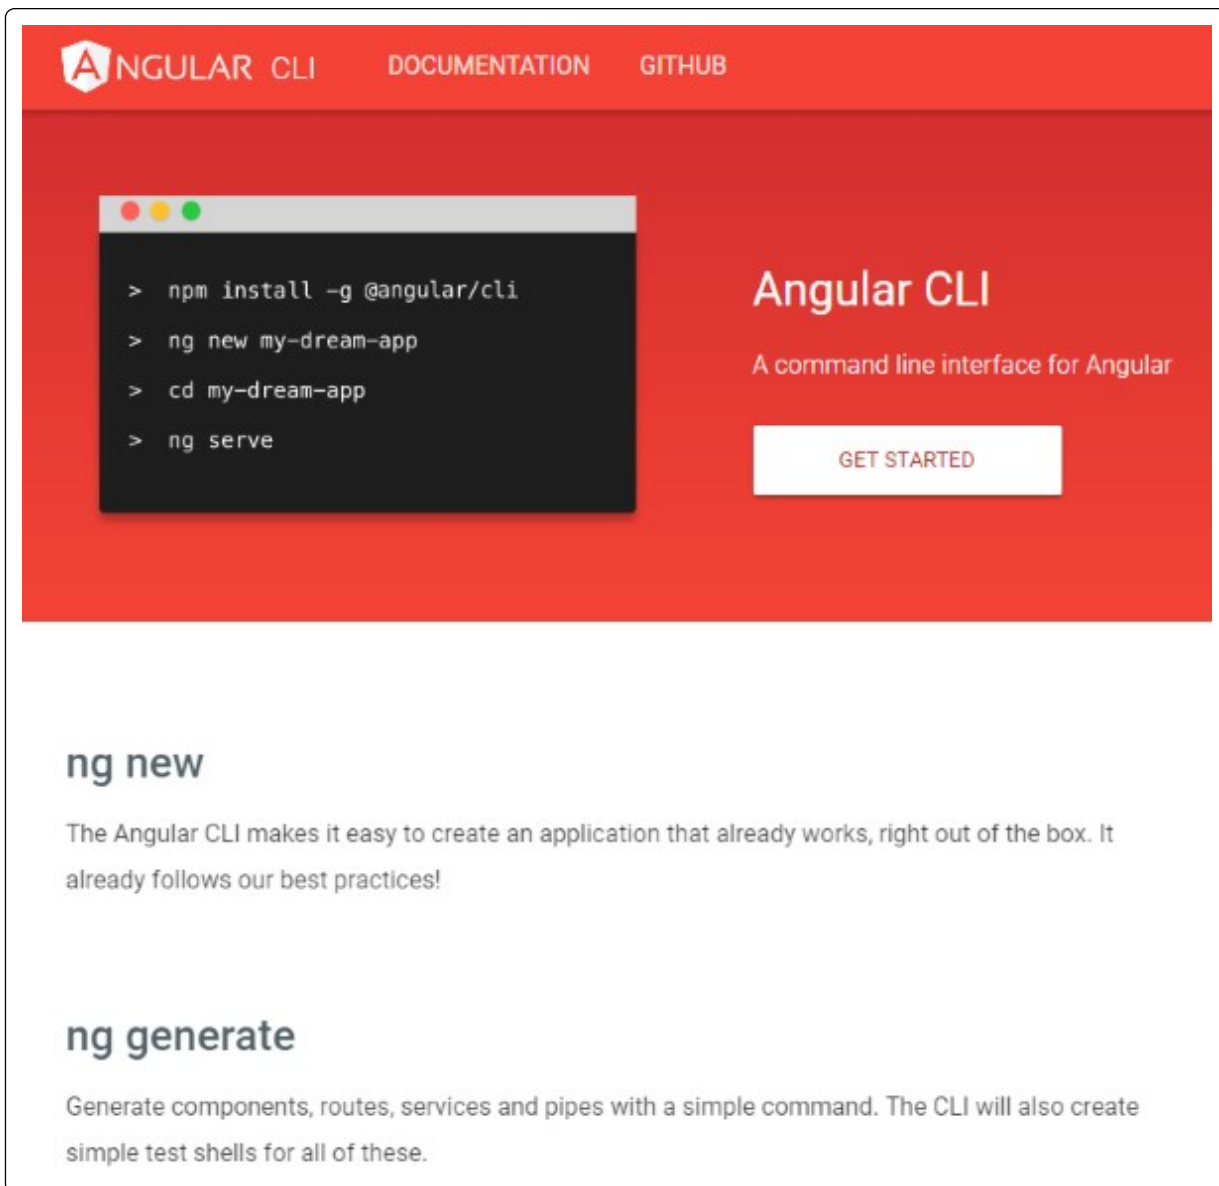 ANGULAR CLI DOCUMENTATION GITHUB
> npm install -g @angular/cli
> ng new my-dream-app
> cd my-dream-app
> ng serve
Angular CLI
A command line interface for Angular
GET STARTED
ng new
The Angular CLI makes it easy to create an application that already works, right out of the box. It
already follows our best practices!
ng generate
Generate components, routes, services and pipes with a simple command. The CLI will also create
simple test shells for all of these.